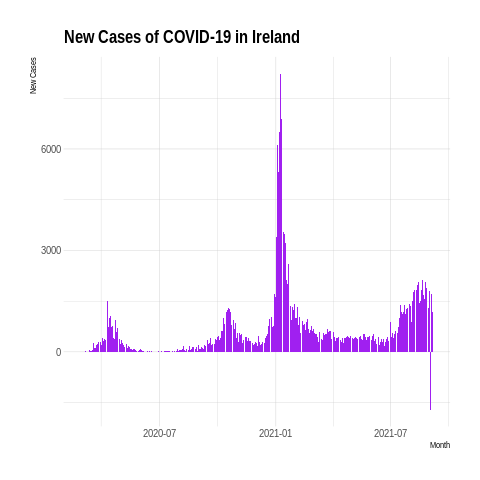 New Cases of COVID-19 in Ireland
New Cases
6000
3000
0
2020-07
2021-01
2021-07
Month